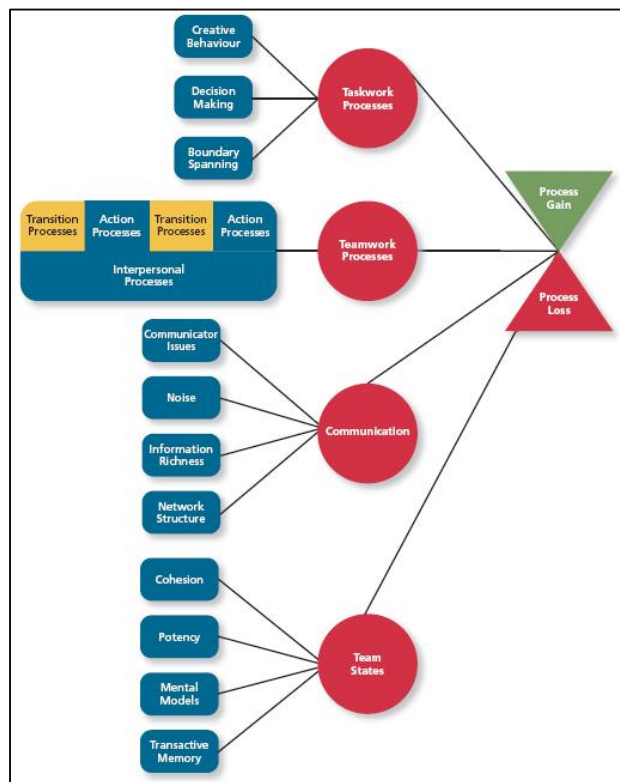 Creative
Behaviour
Decision
Making
Boundary
Spanning
Taskwork
Processes
Process
Gain
Transition
Processes
Action
Processes
Transition
Processes
Action
Processes
Interpersonal
Processes
Teamwork
Processes
Process
Loss
Communicator
Issues
Noise
Information
Richness
Network
Structure
Communication
Cohesion
Potency
Mental
Models
Transactive
Memory
Team
States